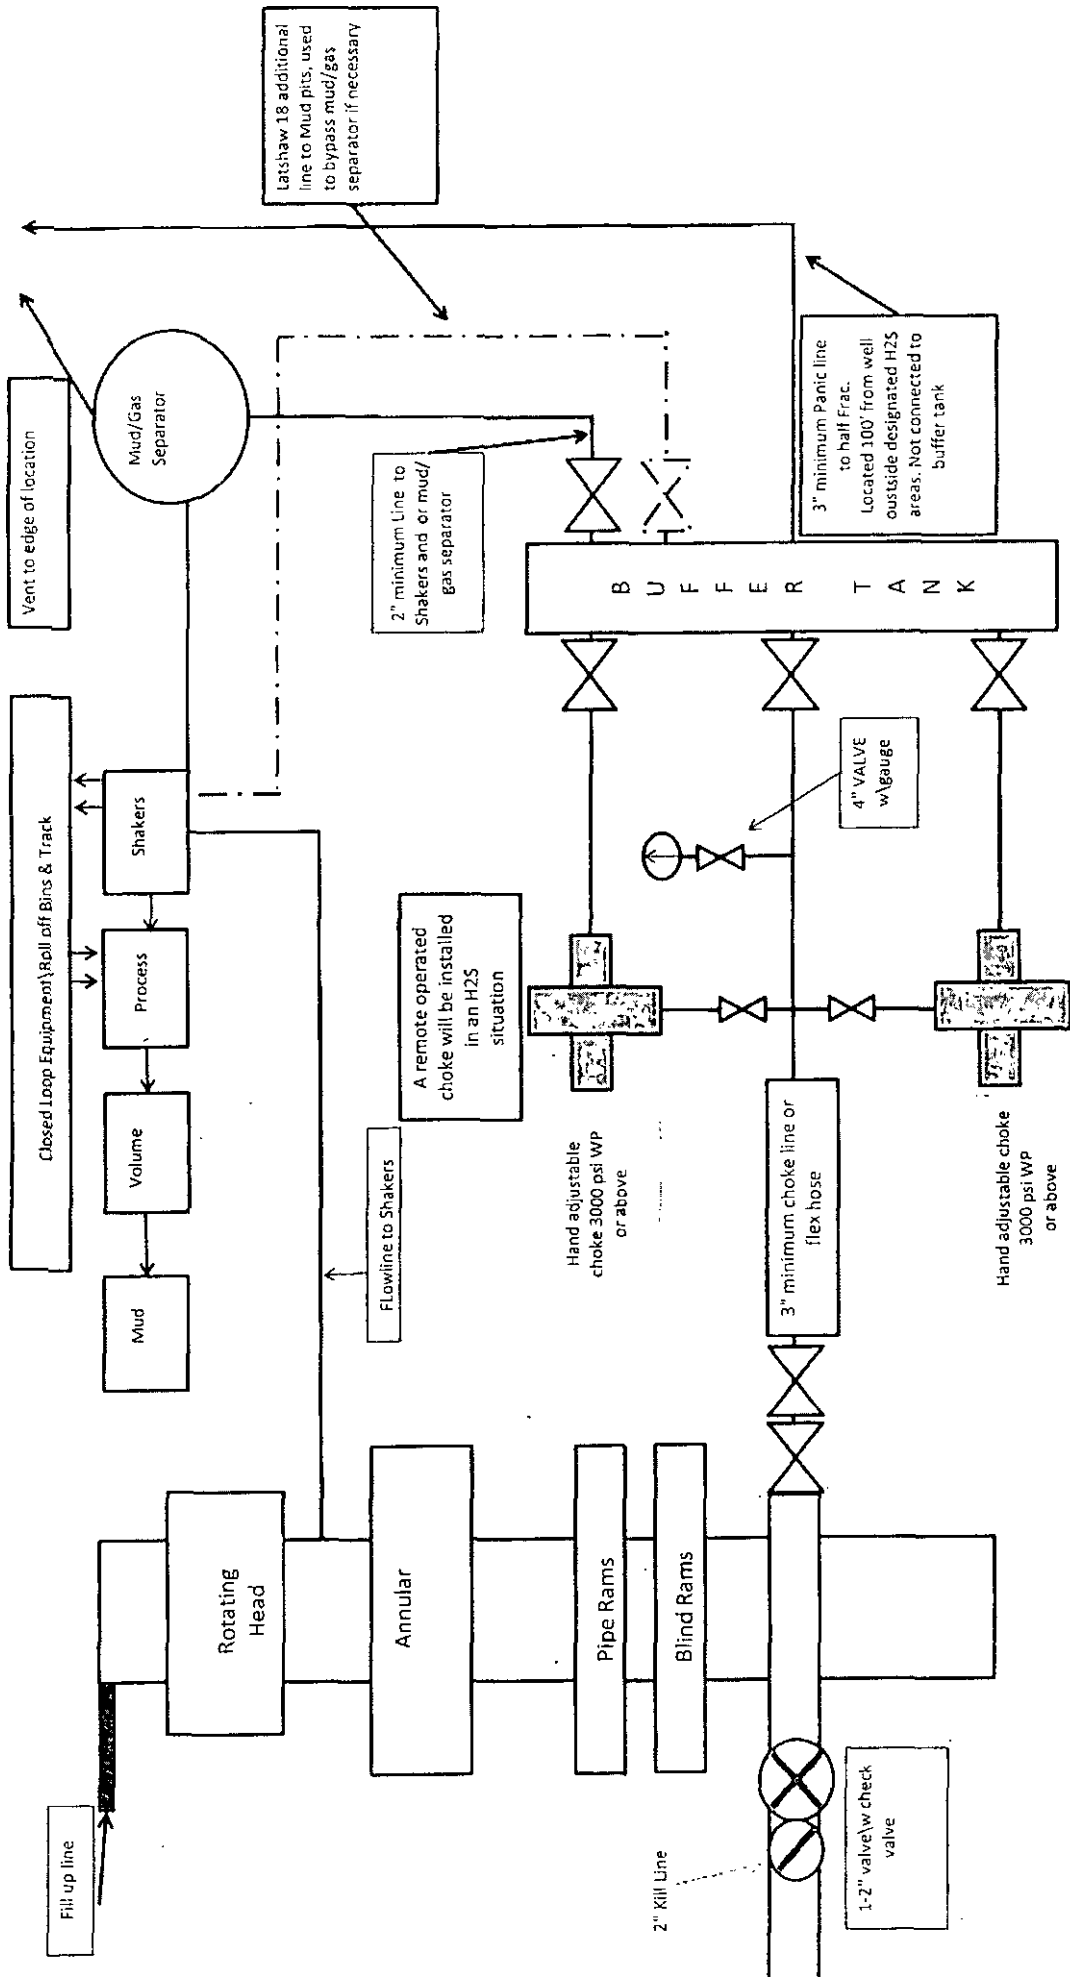 Fill up line
Rotating
Head
Annular
Pipe Rams
Blind Rams
2" Kill Line
1-2" valve\w check
valve
Closed Loop Equipment\Roll off Bins & Track
Mud
Volume
Process
Shakers
FLowline to Shakers
Vent to edge of location
Mud/Gas
Separator
Latshaw 18 additional
line to Mud pits, used
to bypass mud/gas
separator if necessary
2" minimum Line to
Shakers and or mud/
gas separator
A remote operated
choke will be installed
in an H2S
situation
Hand adjustable
choke 3000 psi WP
or above
3" minimum choke line or
flex hose
4" VALVE
w\gauge
Hand adjustable choke
3000 psi WP
or above
BUFFER TANK
3" minimum Panic line
to half Frac.
Located 100' from well
oustside designated H2S
areas. Not connected to
buffer tank